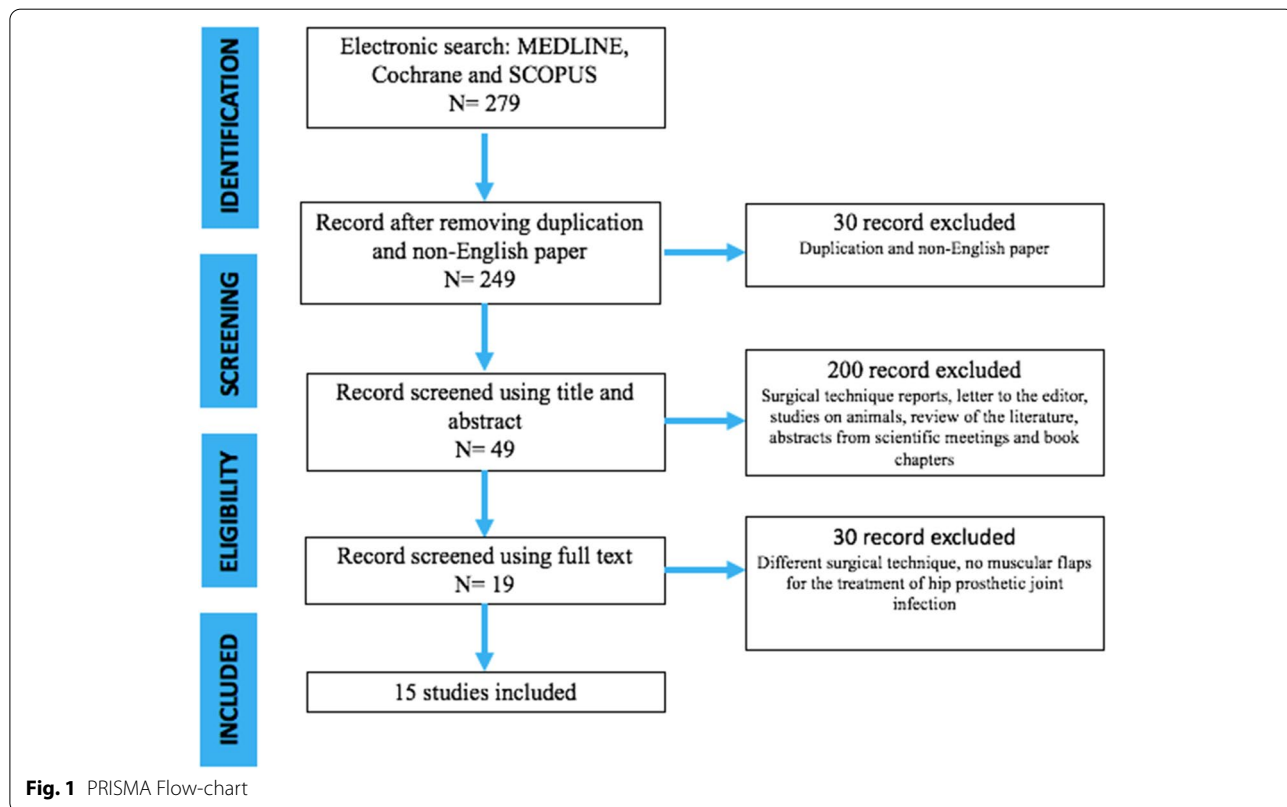 IDENTIFICATION
Electronic search: MEDLINE,
Cochrane and SCOPUS
N= 279
Record after removing duplication
and non-English paper
N= 249
30 record excluded
Duplication and non-English paper
SCREENING
Record screened using title and
abstract
N= 49
200 record excluded
Surgical technique reports, letter to the editor,
studies on animals, review of the literature,
abstracts from scientific meetings and book
chapters
ELIGIBILITY
Record screened using full text
N= 19
30 record excluded
Different surgical technique, no muscular flaps
for the treatment of hip prosthetic joint
infection
INCLUDED
15 studies included
Fig. 1 PRISMA Flow-chart